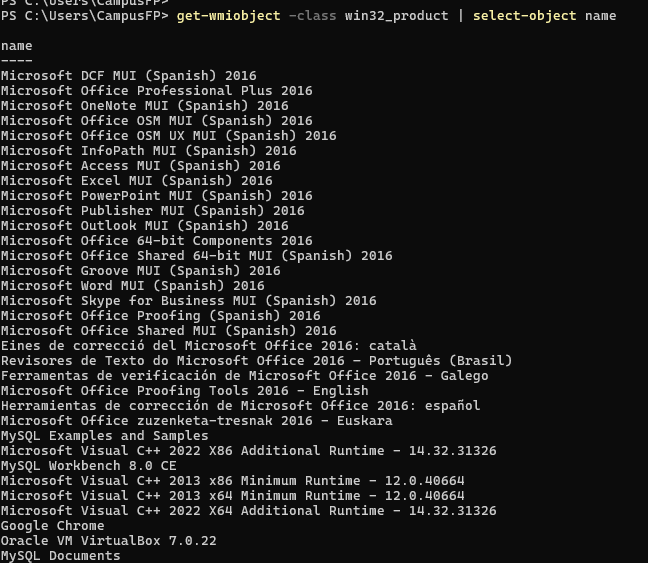 PS C:\Users\CampusFP>
PS C:\Users\CampusFP> get-wmiobject -class win32_product | select-object name
name
----
Microsoft DCF MUI (Spanish) 2016
Microsoft Office Professional Plus 2016
Microsoft OneNote MUI (Spanish) 2016
Microsoft Office OSM MUI (Spanish) 2016
Microsoft Office OSM UX MUI (Spanish) 2016
Microsoft InfoPath MUI (Spanish) 2016
Microsoft Access MUI (Spanish) 2016
Microsoft Excel MUI (Spanish) 2016
Microsoft PowerPoint MUI (Spanish) 2016
Microsoft Publisher MUI (Spanish) 2016
Microsoft Outlook MUI (Spanish) 2016
Microsoft Office 64-bit Components 2016
Microsoft Office Shared 64-bit MUI (Spanish) 2016
Microsoft Groove MUI (Spanish) 2016
Microsoft Word MUI (Spanish) 2016
Microsoft Skype for Business MUI (Spanish) 2016
Microsoft Office Proofing (Spanish) 2016
Microsoft Office Shared MUI (Spanish) 2016
Eines de correcció del Microsoft Office 2016: català
Revisores de Texto do Microsoft Office 2016 – Português (Brasil)
Ferramentas de verificación de Microsoft Office 2016 - Galego
Microsoft Office Proofing Tools 2016 - English
Herramientas de corrección de Microsoft Office 2016: español
Microsoft Office zuzenketa-tresnak 2016 - Euskara
MySQL Examples and Samples
Microsoft Visual C++ 2022 X86 Additional Runtime - 14.32.31326
MySQL Workbench 8.0 CE
Microsoft Visual C++ 2013 x86 Minimum Runtime - 12.0.40664
Microsoft Visual C++ 2013 x64 Minimum Runtime - 12.0.40664
Microsoft Visual C++ 2022 X64 Additional Runtime - 14.32.31326
Google Chrome
Oracle VM VirtualBox 7.0.22
MySQL Documents